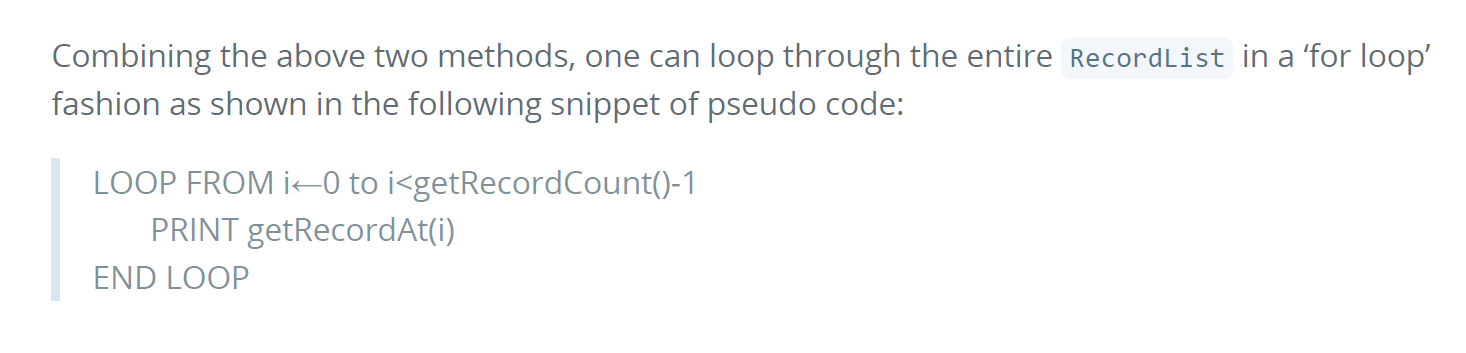 Combining the above two methods, one can loop through the entire RecordList in a ‘for loop’
fashion as shown in the following snippet of pseudo code:
LOOP FROM i←0 to i<getRecordCount()-1
PRINT getRecordAt(i)
END LOOP